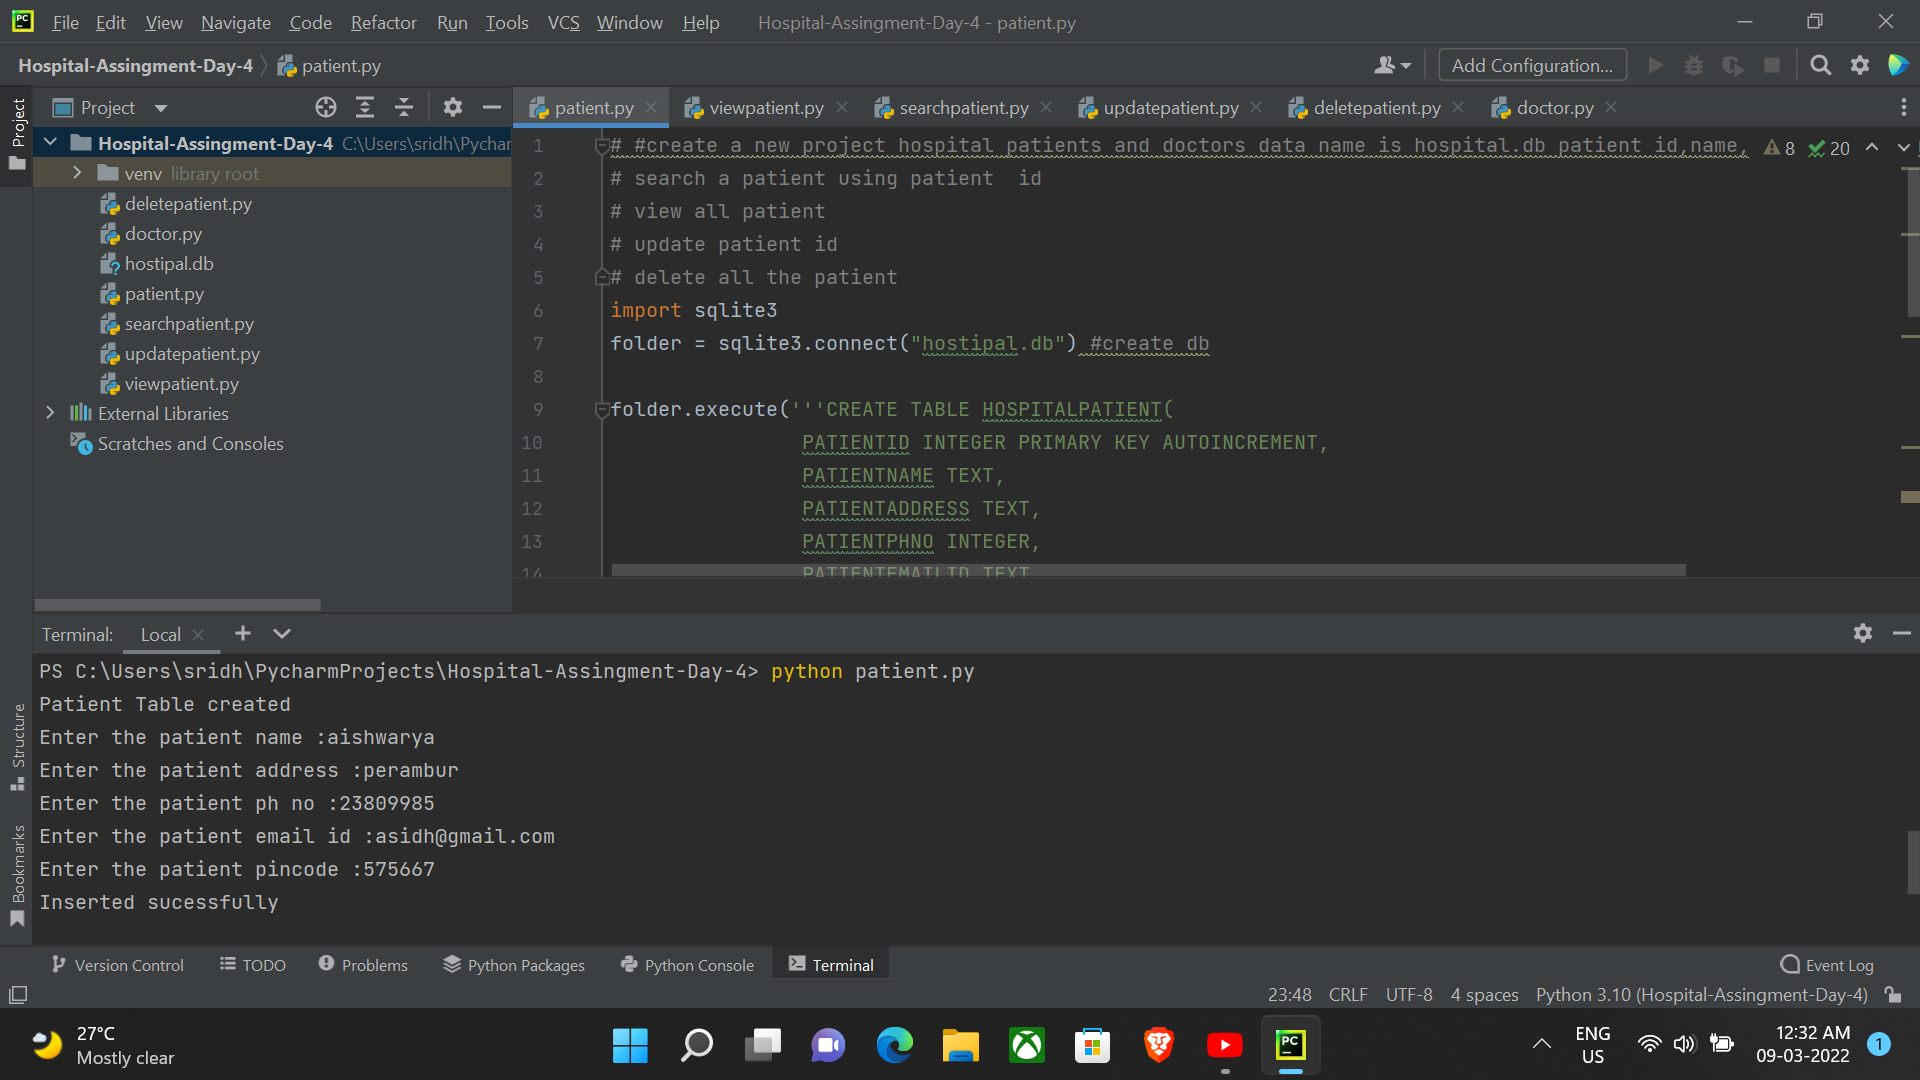 PC File Edit View Navigate Code Refactor Run Tools VCS Window Help Hospital-Assingment-Day-4 - patient.py
Hospital-Assingment-Day-4 patient.py Add Configuration...
Project
Project
patient.py viewpatient.py searchpatient.py updatepatient.py deletepatient.py doctor.py
Hospital-Assingment-Day-4 C:\Users\sridh\Pychar
venv library root
deletepatient.py
doctor.py
hostipal.db
patient.py
searchpatient.py
updatepatient.py
viewpatient.py
External Libraries
Scratches and Consoles
1 # #create a new project hospital patients and doctors data name is hospital.db patient id,name, 8 20
2 # search a patient using patient  id
3 # view all patient
4 # update patient id
5 # delete all the patient
6 import sqlite3
7 folder = sqlite3.connect("hostipal.db") #create db
8
9 folder.execute('''CREATE TABLE HOSPITALPATIENT(
10 PATIENTID INTEGER PRIMARY KEY AUTOINCREMENT,
11 PATIENTNAME TEXT,
12 PATIENTADDRESS TEXT,
13 PATIENTPHNO INTEGER,
14 PATIENTEMAILID TEXT
Terminal: Local
PS C:\Users\sridh\PycharmProjects\Hospital-Assingment-Day-4> python patient.py
Patient Table created
Enter the patient name :aishwarya
Enter the patient address :perambur
Enter the patient ph no :23809985
Enter the patient email id :asidh@gmail.com
Enter the patient pincode :575667
Inserted sucessfully
Structure
Bookmarks
Version Control TODO Problems Python Packages Python Console Terminal Event Log
23:48 CRLF UTF-8 4 spaces Python 3.10 (Hospital-Assingment-Day-4)
27°C
Mostly clear
PC
ENG
US
12:32 AM
09-03-2022
1